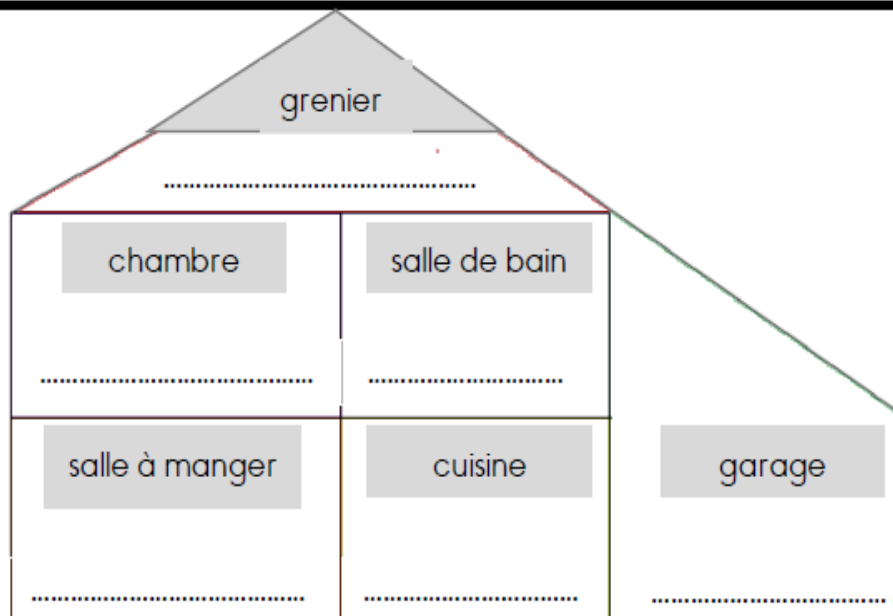 grenier
chambre
salle de bain
salle à manger
cuisine
garage